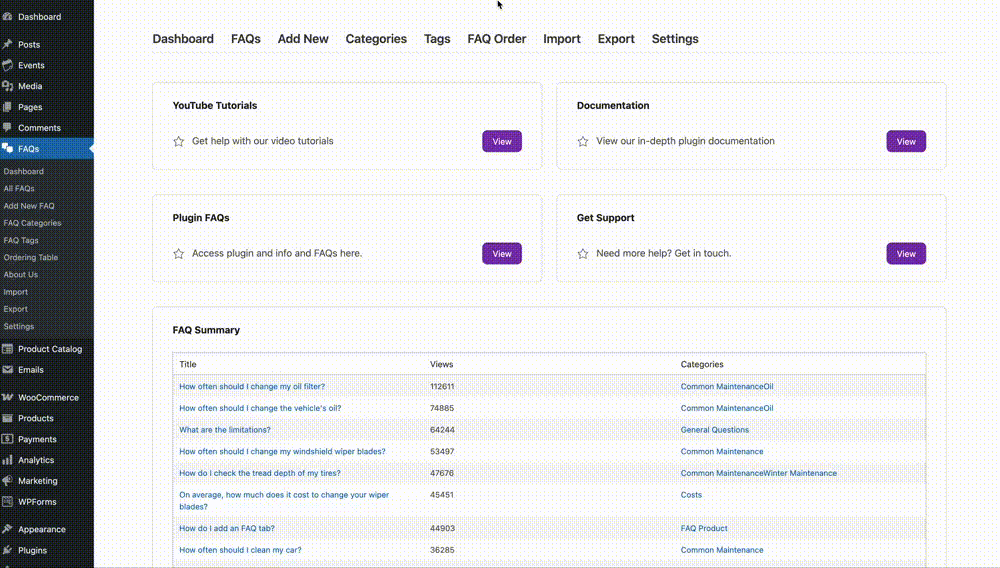 Dashboard
Posts
Events
Media
Pages
Comments
FAQs
Dashboard
All FAQs
Add New FAQ
FAQ Categories
FAQ Tags
Ordering Table
About Us
Import
Export
Settings
Product Catalog
Emails
WooCommerce
Products
Payments
Analytics
Marketing
WPForms
Appearance
Plugins
Dashboard FAQs Add New Categories Tags FAQ Order Import Export Settings
YouTube Tutorials
Get help with our video tutorials View
Documentation
View our in-depth plugin documentation View
Plugin FAQs
Access plugin and info and FAQs here. View
Get Support
Need more help? Get in touch. View
FAQ Summary
Title Views Categories
How often should I change my oil filter? 112611 Common MaintenanceOil
How often should I change the vehicle's oil? 74885 Common MaintenanceOil
What are the limitations? 64244 General Questions
How often should I change my windshield wiper blades? 53497 Common Maintenance
How do I check the tread depth of my tires? 47676 Common MaintenanceWinter Maintenance
On average, how much does it cost to change your wiper 45451 Costs
blades?
How do I add an FAQ tab? 44903 FAQ Product
How often should I clean my car? 36285 Common Maintenance